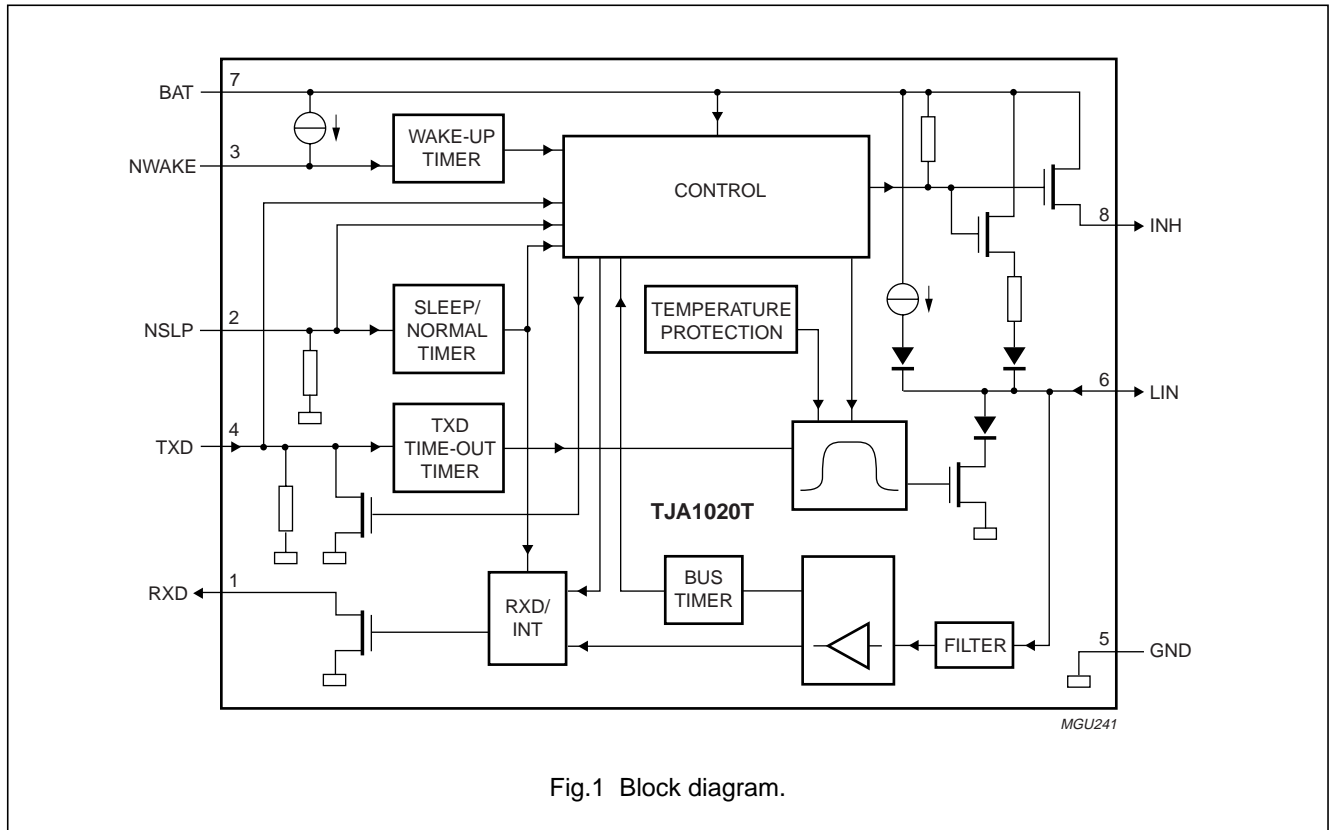 7
BAT
3
NWAKE
WAKE-UP
TIMER
CONTROL
8
INH
2
NSLP
SLEEP/
NORMAL
TIMER
TEMPERATURE
PROTECTION
6
LIN
4
TXD
TXD
TIME-OUT
TIMER
TJA1020T
1
RXD
RXD/
INT
BUS
TIMER
FILTER
5
GND
MGU241
Fig.1 Block diagram.